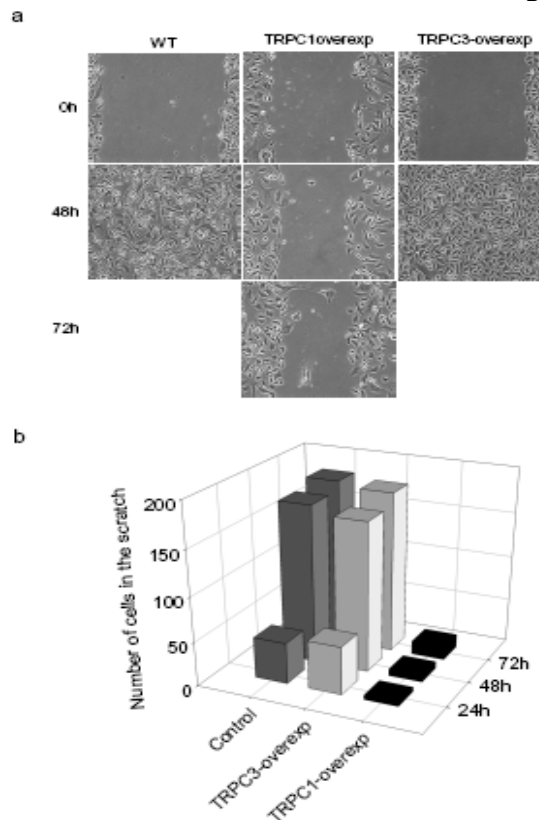 a
WT TRPC1overexp TRPC3-overexp
0h
48h
72h
b
Number of cells in the scratch
200
150
100
50
0
Control
TRPC3-overexp
TRPC1-overexp
24h
48h
72h